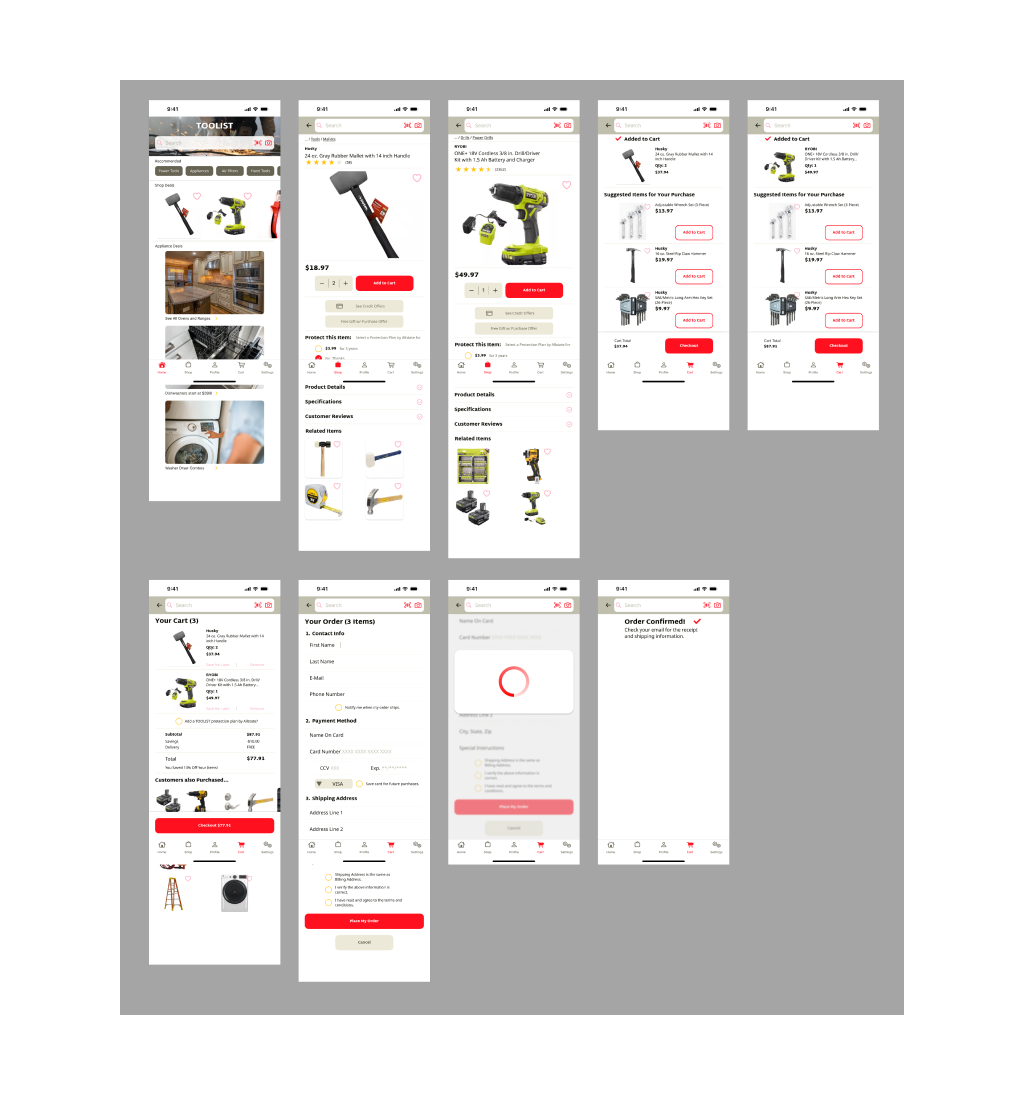 9:41
TOOLIST
Search
Recommended
Power Tools
Appliances
Air Filters
Hand Tools
Shop Deals
Appliance Deals
See All Ovens and Ranges
Home
Shop
Profile
Cart
Settings
Dishwashers start at $399!
Washer Dryer Combos
9:41
Search
... / Tools / Mallets
Husky
24 oz. Gray Rubber Mallet with 14 inch Handle
$18.97
2
Add to Cart
See Credit Offers
Free Gift w/ Purchase Offer
Protect This Item:
Select a Protection Plan by Allstate for
$3.99 for 3 years
No Thanks
Home
Shop
Profile
Cart
Settings
Product Details
Specifications
Customer Reviews
Related Items
9:41
Search
... / Drills / Power Drills
RYOBI
ONE+ 18V Cordless 3/8 in. Drill/Driver
Kit with 1.5 Ah Battery and Charger
$49.97
1
Add to Cart
See Credit Offers
Free Gift w/ Purchase Offer
Protect This Item:
Select a Protection Plan by Allstate for
$3.99 for 3 years
Home
Shop
Profile
Cart
Settings
Product Details
Specifications
Customer Reviews
Related Items
9:41
Search
Added to Cart
Husky
24 oz. Gray Rubber Mallet with 14
inch Handle
Qty: 2
$37.94
Suggested Items for Your Purchase
Adjustable Wrench Set (3-Piece)
$13.97
Add to Cart
Husky
16 oz. Steel Rip Claw Hammer
$19.97
Add to Cart
Husky
SAE/Metric Long Arm Hex Key Set
(26-Piece)
$9.97
Add to Cart
Cart Total
$37.94
Checkout
Home
Shop
Profile
Cart
Settings
9:41
Search
Added to Cart
RYOBI
ONE+ 18V Cordless 3/8 in. Drill/
Driver Kit with 1.5 Ah Battery...
Qty: 1
$49.97
Suggested Items for Your Purchase
Adjustable Wrench Set (3-Piece)
$13.97
Add to Cart
Husky
16 oz. Steel Rip Claw Hammer
$19.97
Add to Cart
Husky
SAE/Metric Long Arm Hex Key Set
(26-Piece)
$9.97
Add to Cart
Cart Total
$87.91
Checkout
Home
Shop
Profile
Cart
Settings
9:41
Search
Your Cart (3)
Husky
24 oz. Gray Rubber Mallet with 14
inch Handle
Qty: 2
$37.94
Save For Later | Remove
RYOBI
ONE+ 18V Cordless 3/8 in. Drill/
Driver Kit with 1.5 Ah Battery...
Qty: 1
$49.97
Save For Later | Remove
Add a TOOLIST protection plan by Allstate!
Subtotal $87.91
Savings -$10.00
Delivery FREE
Total $77.91
Customers also Purchased...
Checkout $77.91
Home
Shop
Profile
Cart
Settings
9:41
Search
Your Order (3 Items)
1. Contact Info
First Name
Last Name
E-Mail
Phone Number
Notify me when my order ships.
2. Payment Method
Name On Card
Card Number XXXX XXXX XXXX XXXX
CCV XXX
Exp. **/**/****
VISA
Save card for future purchases.
3. Shipping Address
Address Line 1
Address Line 2
Home
Shop
Profile
Cart
Settings
Shipping Address is the same as
Billing Address.
I verify the above information is
correct.
I have read and agree to the terms and
conditions.
Place My Order
Cancel
9:41
Search
Name On Card
Card Number XXXX XXXX XXXX XXXX
Address Line 2
City, State, Zip
Special Instructions
Shipping Address is the same as
Billing Address.
I verify the above information is
correct.
I have read and agree to the terms and
conditions.
Place My Order
Cancel
Home
Shop
Profile
Cart
Settings
9:41
Search
Order Confirmed!
Check your email for the receipt
and shipping information.
Home
Shop
Profile
Cart
Settings